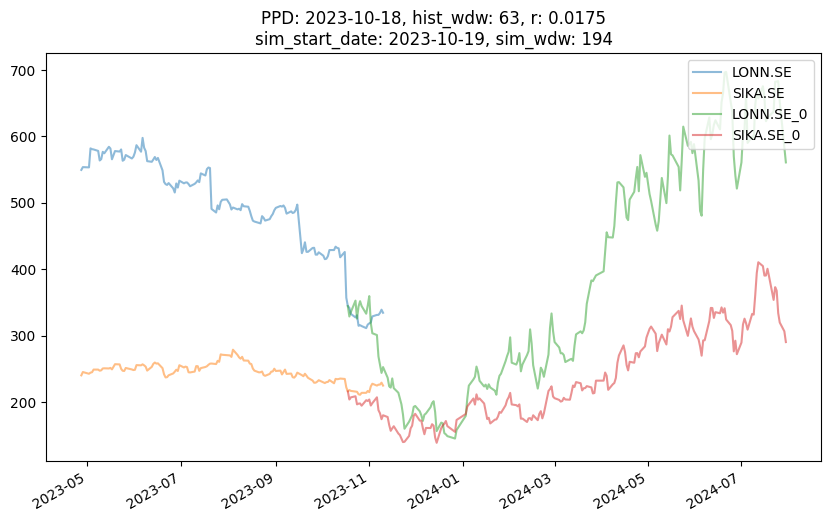 PPD: 2023-10-18, hist_wdw: 63, r: 0.0175
sim_start_date: 2023-10-19, sim_wdw: 194
700
600
500
400
300
200
LONN.SE
SIKA.SE
LONN.SE_0
SIKA.SE_0
2023-05
2023-07
2023-09
2023-11
2024-01
2024-03
2024-05
2024-07